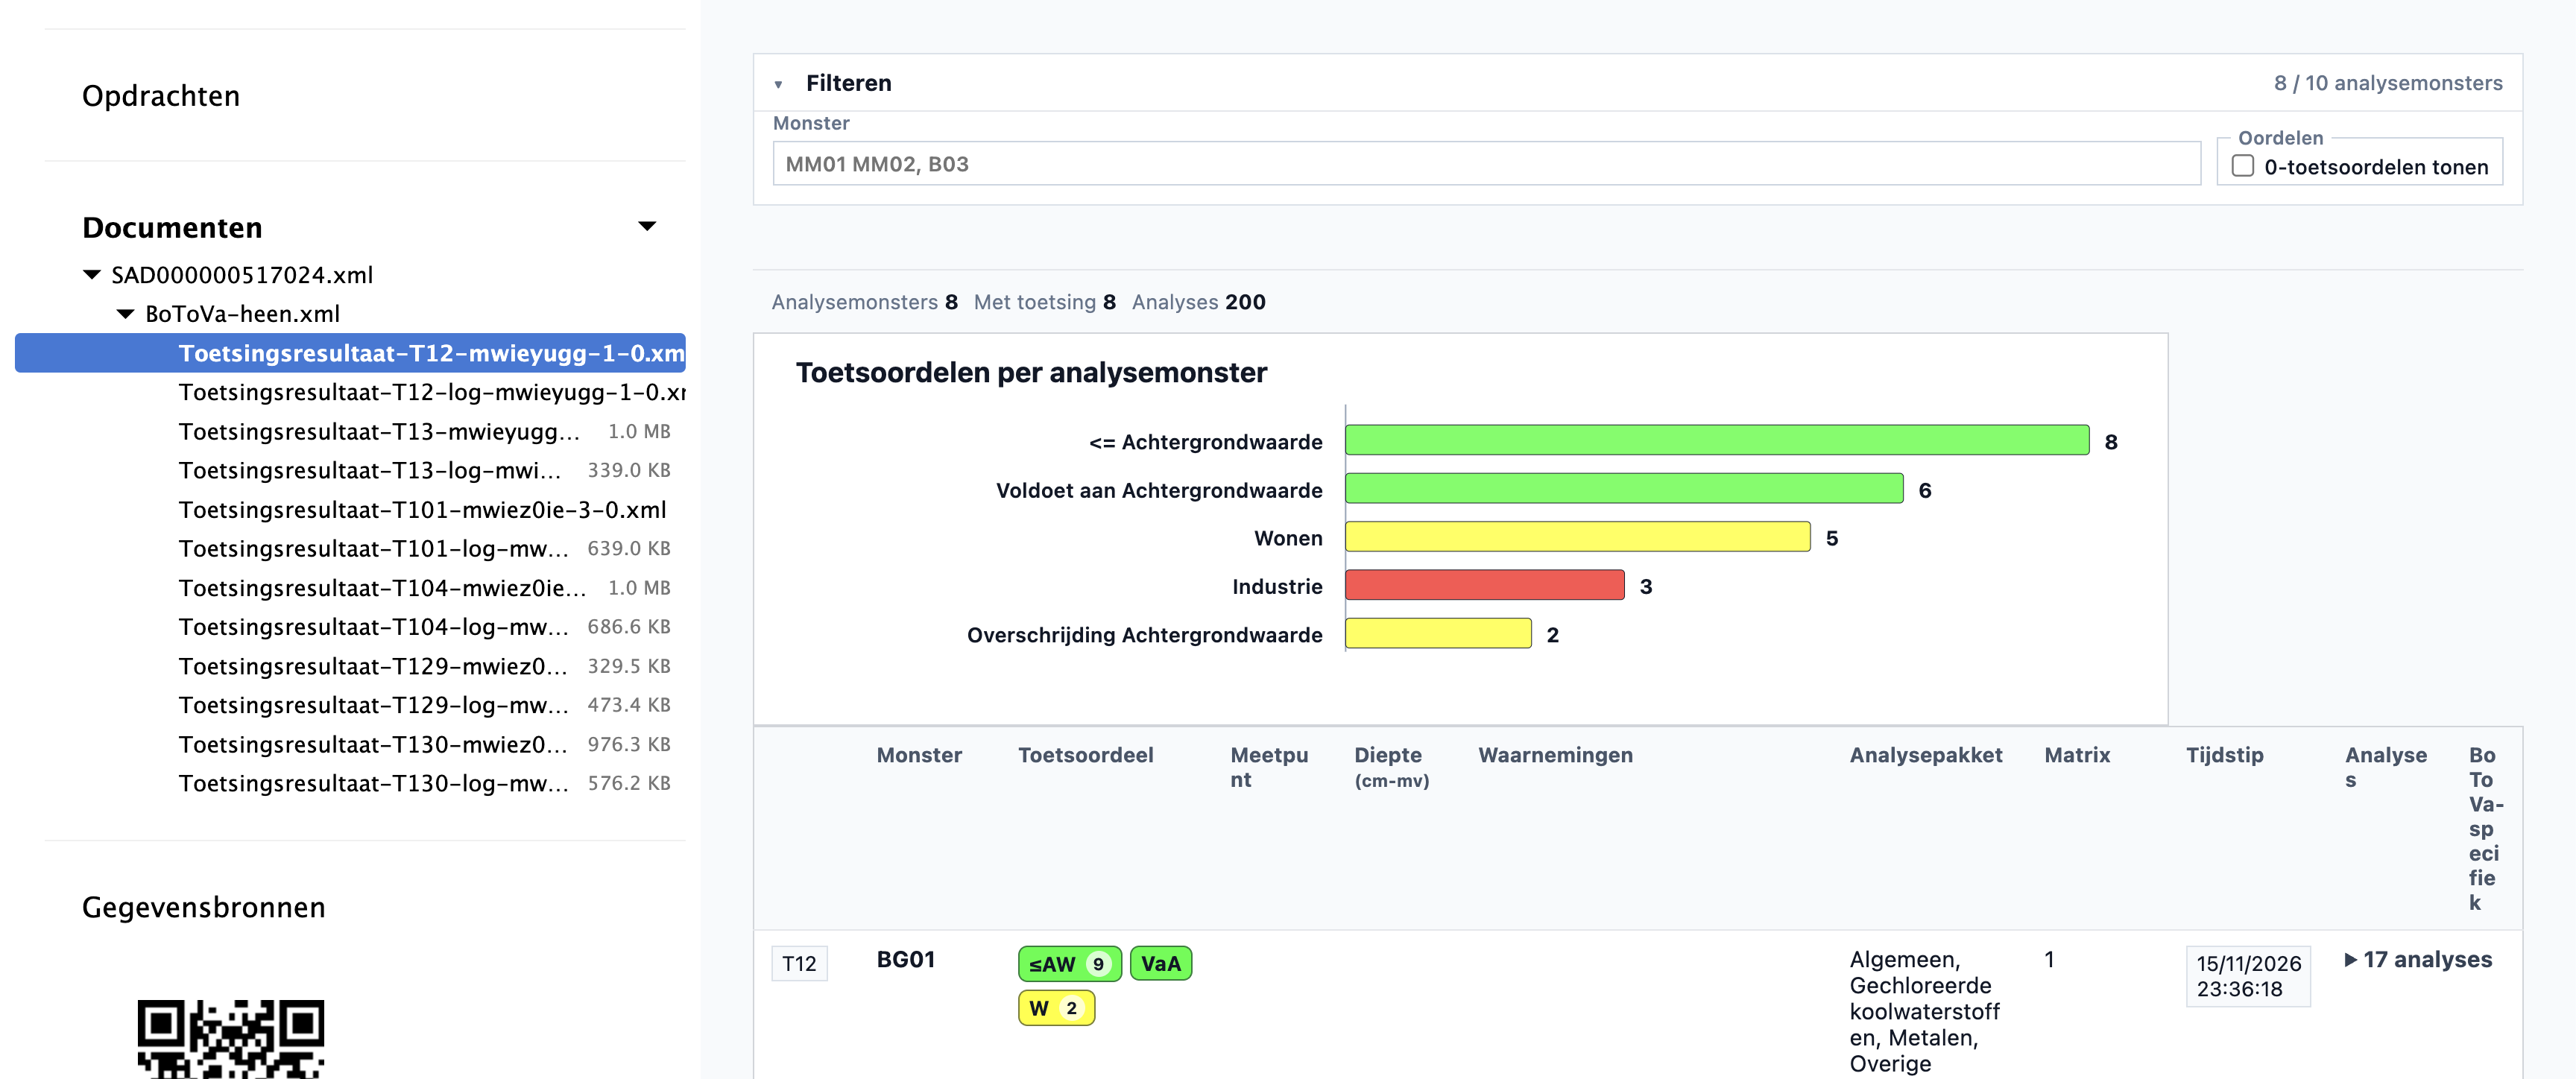 Opdrachten
Documenten
SAD000000517024.xml
BoToVa-heen.xml
Toetsingsresultaat-T12-mwieyugg-1-0.xm
Toetsingsresultaat-T12-log-mwieyugg-1-0.xr
Toetsingsresultaat-T13-mwieyugg... 1.0 MB
Toetsingsresultaat-T13-log-mwi... 339.0 KB
Toetsingsresultaat-T101-mwiez0ie-3-0.xml
Toetsingsresultaat-T101-log-mw... 639.0 KB
Toetsingsresultaat-T104-mwiez0ie... 1.0 MB
Toetsingsresultaat-T104-log-mw... 686.6 KB
Toetsingsresultaat-T129-mwiez0... 329.5 KB
Toetsingsresultaat-T129-log-mw... 473.4 KB
Toetsingsresultaat-T130-mwiez0... 976.3 KB
Toetsingsresultaat-T130-log-mw... 576.2 KB
Gegevensbronnen
Filteren 8 / 10 analysemonsters
Monster
MM01 MM02, B03
Oordelen
0-toetsoordelen tonen
Analysemonsters 8 Met toetsing 8 Analyses 200
Toetsoordelen per analysemonster
<= Achtergrondwaarde 8
Voldoet aan Achtergrondwaarde 6
Wonen 5
Industrie 3
Overschrijding Achtergrondwaarde 2
Monster Toetsoordeel Meetpu Diepte Waarnemingen Analysepakket Matrix Tijdstip Analyse Bo
nt (cm-mv) s To
Va-
sp
eci
fie
k
T12 BG01 ≤AW 9 VaA Algemeen, 1 15/11/2026 17 analyses
Gechloreerde 23:36:18
W 2 koolwaterstoff
en, Metalen,
Overige